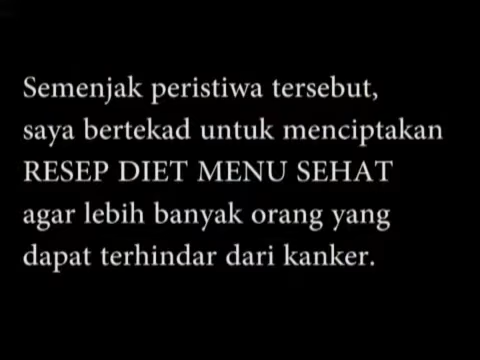 Semenjak peristiwa tersebut,
saya bertekad untuk menciptakan
RESEP DIET MENU SEHAT
agar lebih banyak orang yang
dapat terhindar dari kanker.